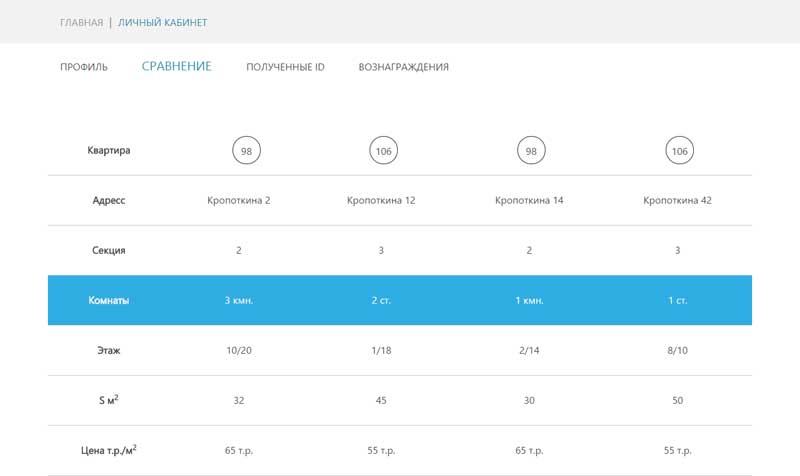 ГЛАВНАЯ | ЛИЧНЫЙ КАБИНЕТ
ПРОФИЛЬ СРАВНЕНИЕ ПОЛУЧЕННЫЕ ID ВОЗНАГРАЖДЕНИЯ
Квартира 98 106 98 106
Адресс Кропоткина 2 Кропоткина 12 Кропоткина 14 Кропоткина 42
Секция 2 3 2 3
Комнаты 3 кмн. 2 ст. 1 кмн. 1 ст.
Этаж 10/20 1/18 2/14 8/10
S м² 32 45 30 50
Цена т.р./м² 65 т.р. 55 т.р. 65 т.р. 55 т.р.